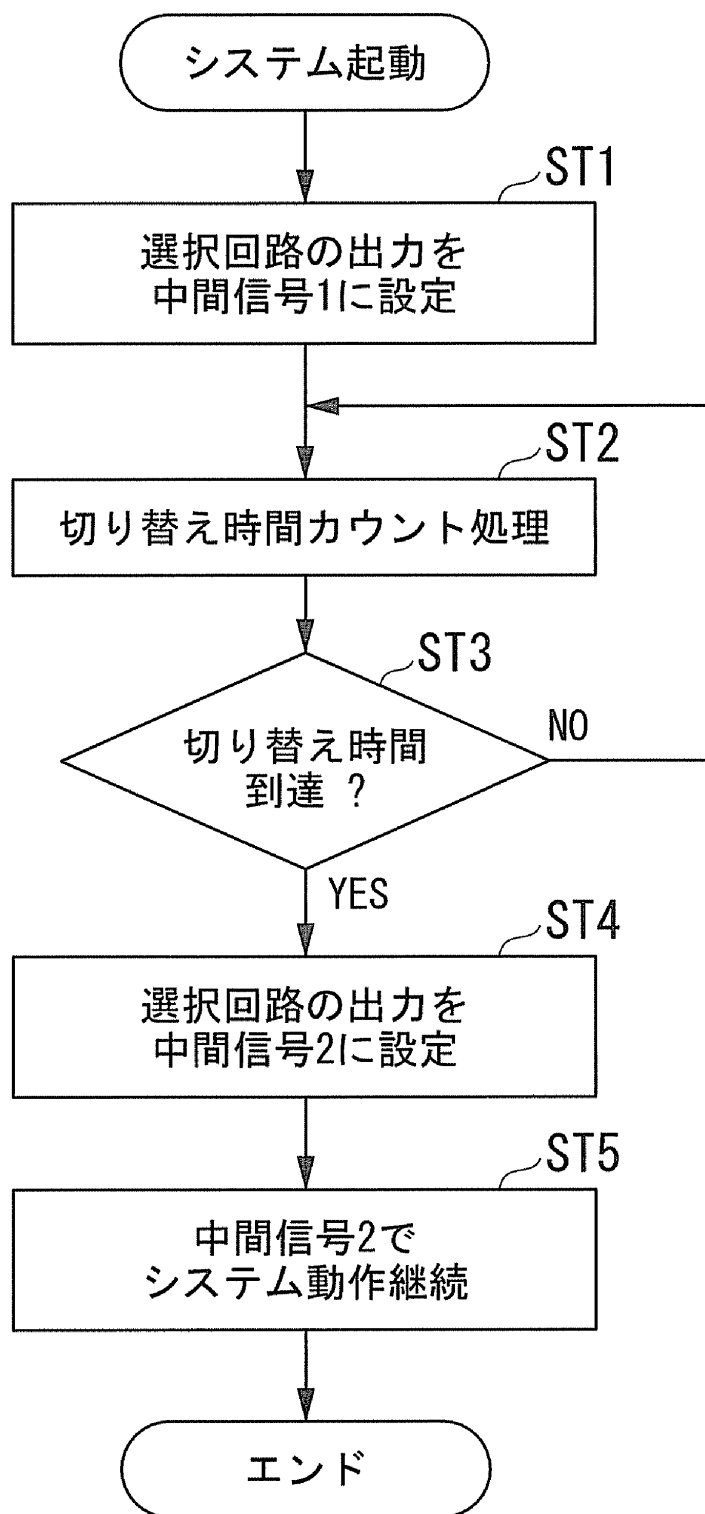 システム起動
ST1
選択回路の出力を
中間信号1に設定
ST2
切り替え時間カウント処理
ST3
切り替え時間
到達 ?
NO
YES
ST4
選択回路の出力を
中間信号2に設定
ST5
中間信号2で
システム動作継続
エンド